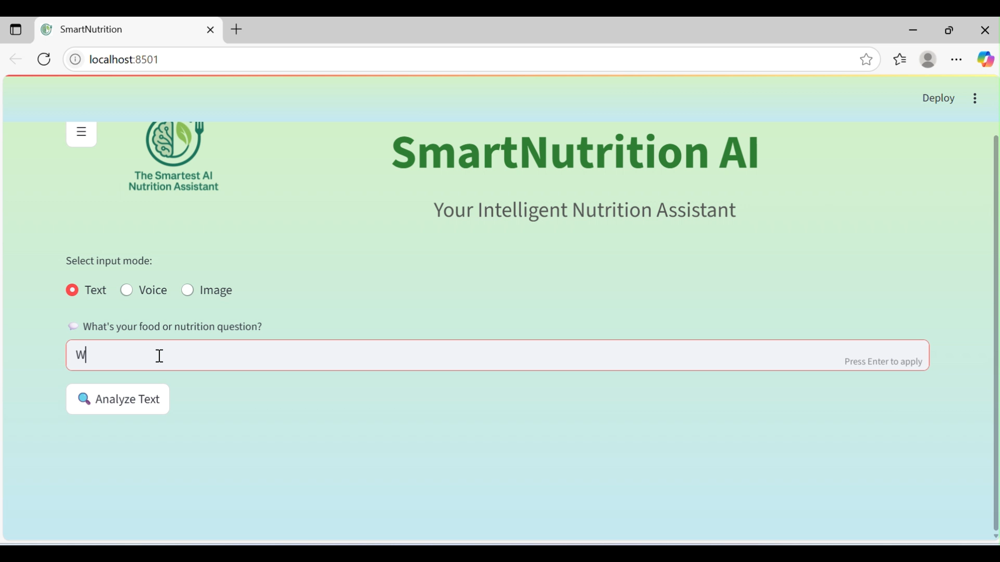 SmartNutrition
localhost:8501
Deploy
The Smartest AI
Nutrition Assistant
SmartNutrition AI
Your Intelligent Nutrition Assistant
Select input mode:
Text Voice Image
What's your food or nutrition question?
W
Press Enter to apply
Analyze Text